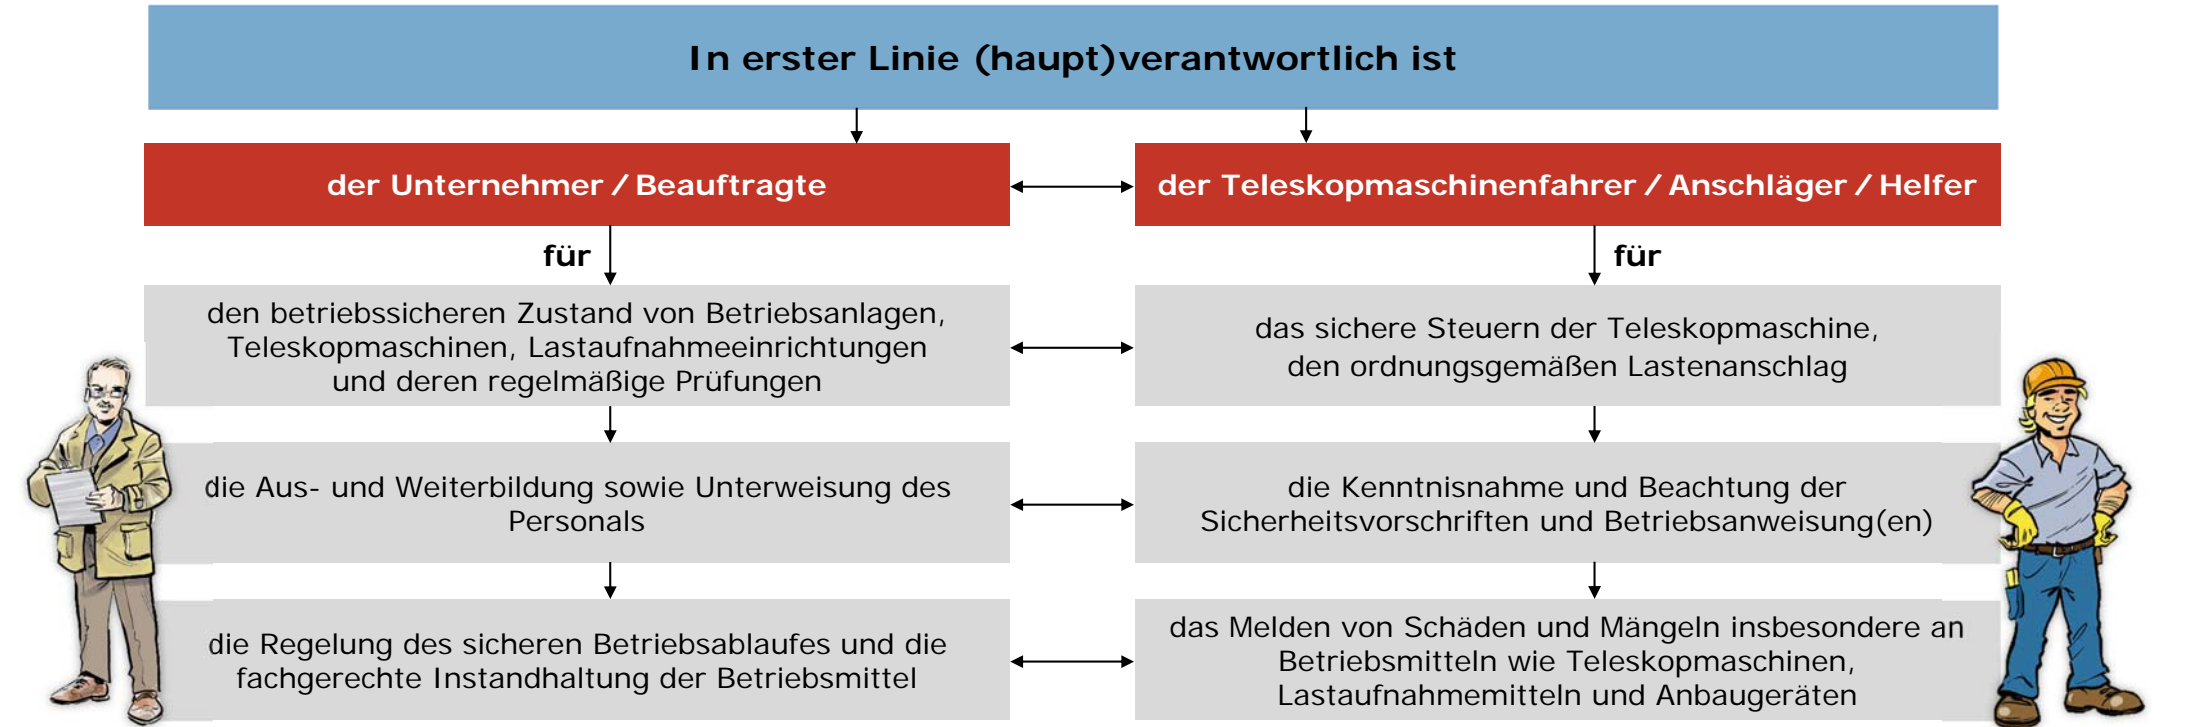 In erster Linie (haupt)verantwortlich ist
der Unternehmer / Beauftragte
für
den betriebssicheren Zustand von Betriebsanlagen,
Teleskopmaschinen, Lastaufnahmeeinrichtungen
und deren regelmäßige Prüfungen
die Aus- und Weiterbildung sowie Unterweisung des
Personals
die Regelung des sicheren Betriebsablaufes und die
fachgerechte Instandhaltung der Betriebsmittel
der Teleskopmaschinenfahrer / Anschläger / Helfer
für
das sichere Steuern der Teleskopmaschine,
den ordnungsgemäßen Lastenanschlag
die Kenntnisnahme und Beachtung der
Sicherheitsvorschriften und Betriebsanweisung(en)
das Melden von Schäden und Mängeln insbesondere an
Betriebsmitteln wie Teleskopmaschinen,
Lastaufnahmemitteln und Anbaugeräten